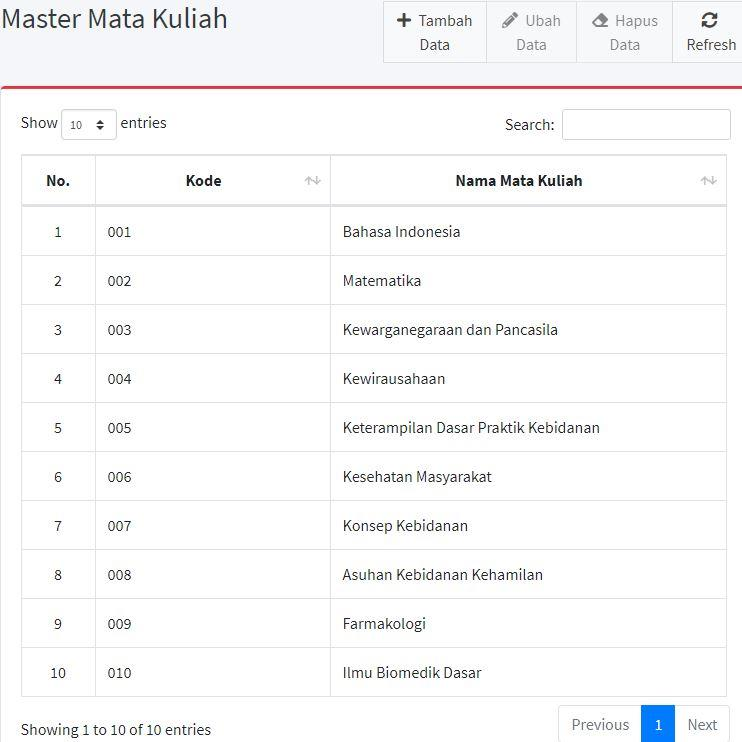 Master Mata Kuliah
Tambah Data
Ubah Data
Hapus Data
Refresh
Show 10 entries
Search:
No. Kode Nama Mata Kuliah
1 001 Bahasa Indonesia
2 002 Matematika
3 003 Kewarganegaraan dan Pancasila
4 004 Kewirausahaan
5 005 Keterampilan Dasar Praktik Kebidanan
6 006 Kesehatan Masyarakat
7 007 Konsep Kebidanan
8 008 Asuhan Kebidanan Kehamilan
9 009 Farmakologi
10 010 Ilmu Biomedik Dasar
Showing 1 to 10 of 10 entries
Previous 1 Next